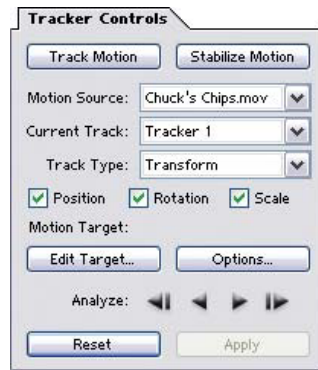 Tracker Controls
Track Motion Stabilize Motion
Motion Source: Chuck's Chips.mov
Current Track: Tracker 1
Track Type: Transform
Position Rotation Scale
Motion Target:
Edit Target... Options...
Analyze:
Reset Apply